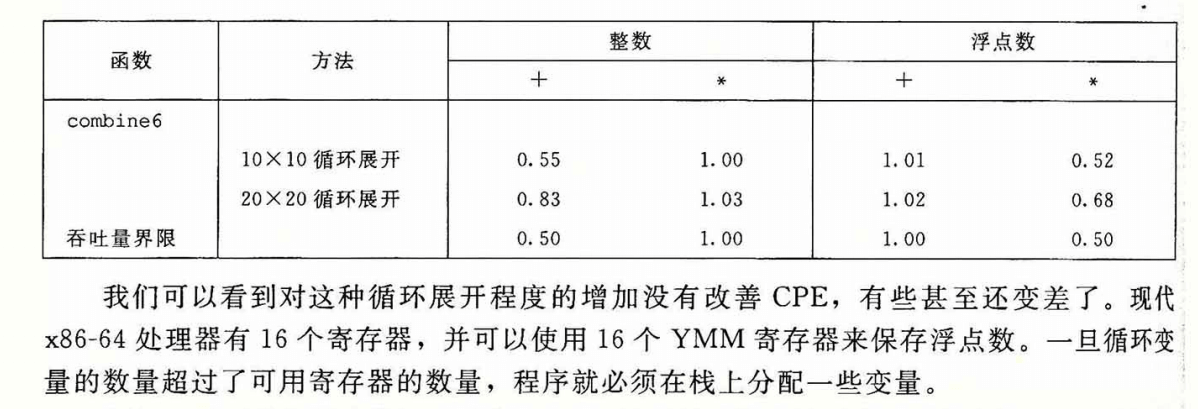 函数 方法 整数 浮点数
+ * + *
combine6
10×10 循环展开 0.55 1.00 1.01 0.52
20×20 循环展开 0.83 1.03 1.02 0.68
吞吐量界限 0.50 1.00 1.00 0.50
我们可以看到对这种循环展开程度的增加没有改善 CPE，有些甚至还变差了。现代
x86-64 处理器有 16 个寄存器，并可以使用 16 个 YMM 寄存器来保存浮点数。一旦循环变
量的数量超过了可用寄存器的数量，程序就必须在栈上分配一些变量。